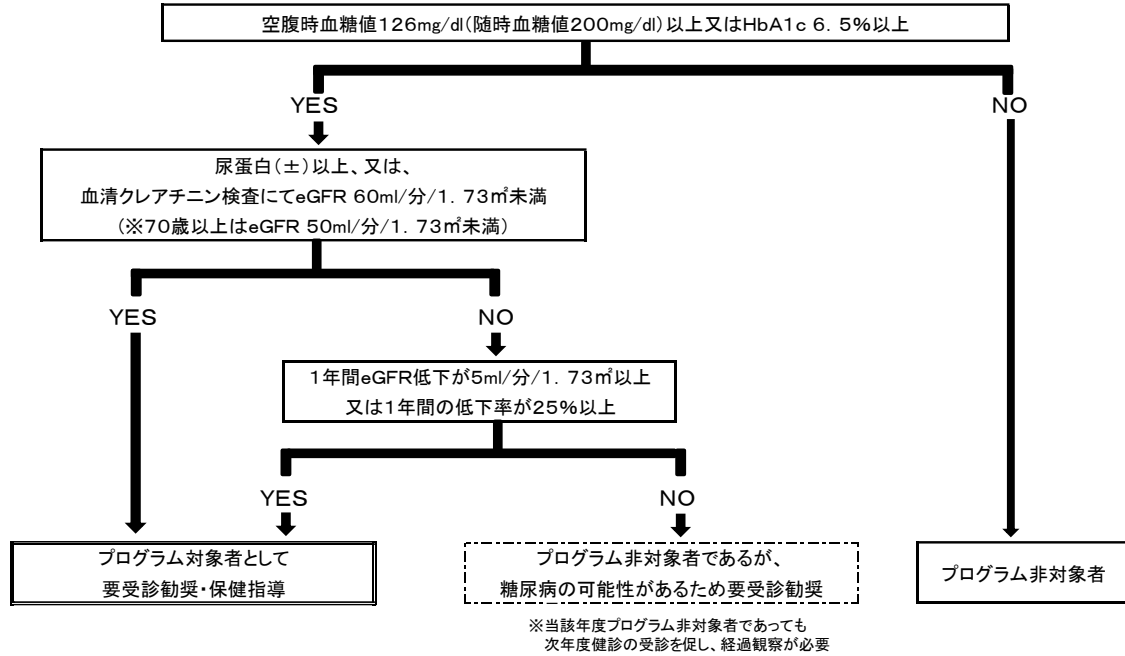 空腹時血糖値126mg/dl(随時血糖値200mg/dl)以上又はHbA1c 6．5％以上
YES
NO
尿蛋白(±)以上、又は、
血清クレアチニン検査にてeGFR 60ml/分/1．73㎡未満
(※70歳以上はeGFR 50ml/分/1．73㎡未満)
YES
NO
1年間eGFR低下が5ml/分/1．73㎡以上
又は1年間の低下率が25％以上
YES
NO
プログラム対象者として
要受診勧奨・保健指導
プログラム非対象者であるが、
糖尿病の可能性があるため要受診勧奨
プログラム非対象者
※当該年度プログラム非対象者であっても
次年度健診の受診を促し、経過観察が必要